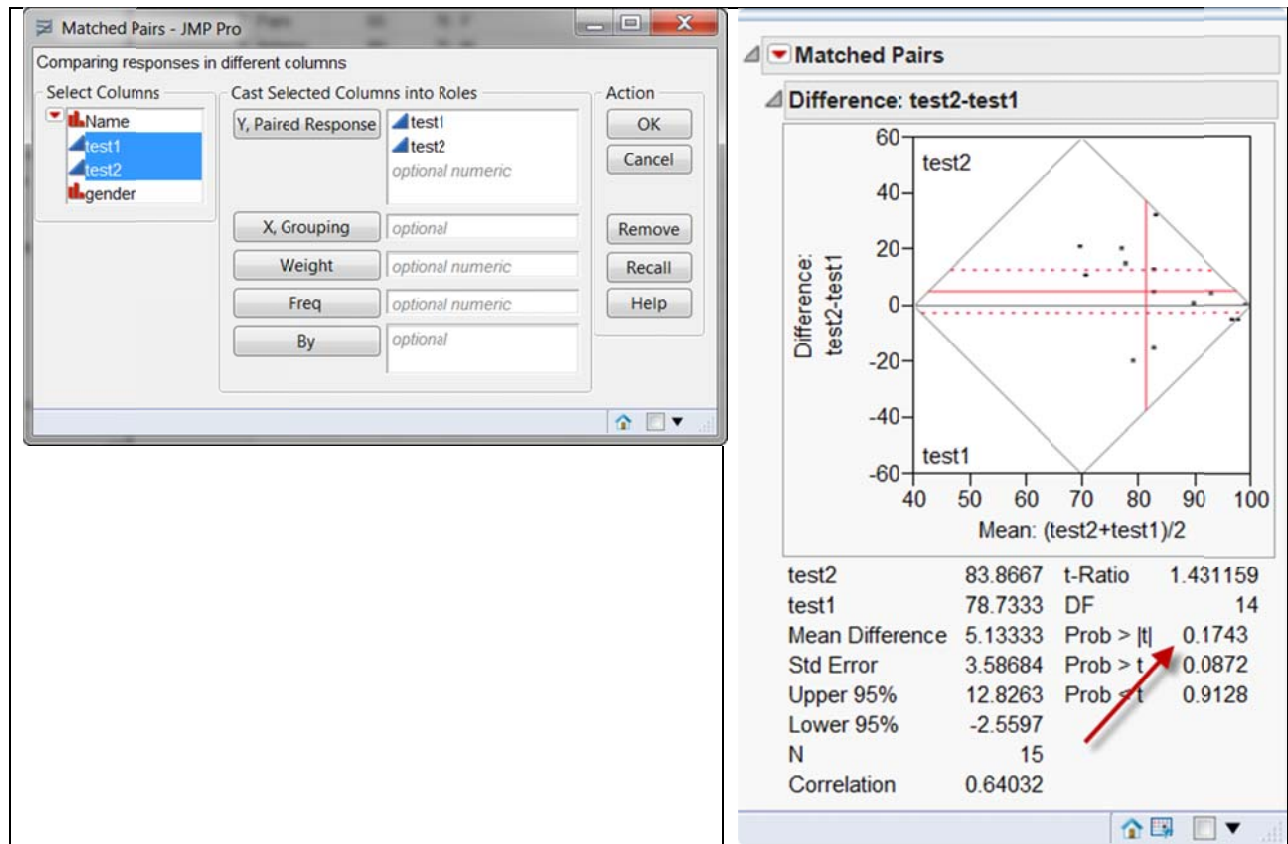 Matched Pairs - JMP Pro
Comparing responses in different columns
Select Columns
Name
test1
test2
gender
Cast Selected Columns into Roles
Y, Paired Response
test1
test2
optional numeric
X, Grouping
optional
Weight
optional numeric
Freq
optional numeric
By
optional
Action
OK
Cancel
Remove
Recall
Help
Matched Pairs
Difference: test2-test1
Difference:
test2-test1
60
40
20
0
-20
-40
-60
test2
test1
40 50 60 70 80 90 100
Mean: (test2+test1)/2
test2 83.8667 t-Ratio 1.431159
test1 78.7333 DF 14
Mean Difference 5.13333 Prob > |t| 0.1743
Std Error 3.58684 Prob > t 0.0872
Upper 95% 12.8263 Prob < t 0.9128
Lower 95% -2.5597
N 15
Correlation 0.64032